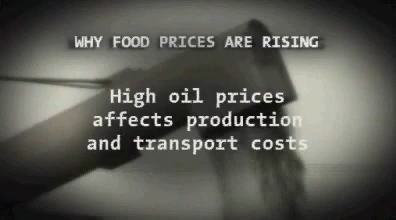 WHY FOOD PRICES ARE RISING
High oil prices
affects production
and transport costs